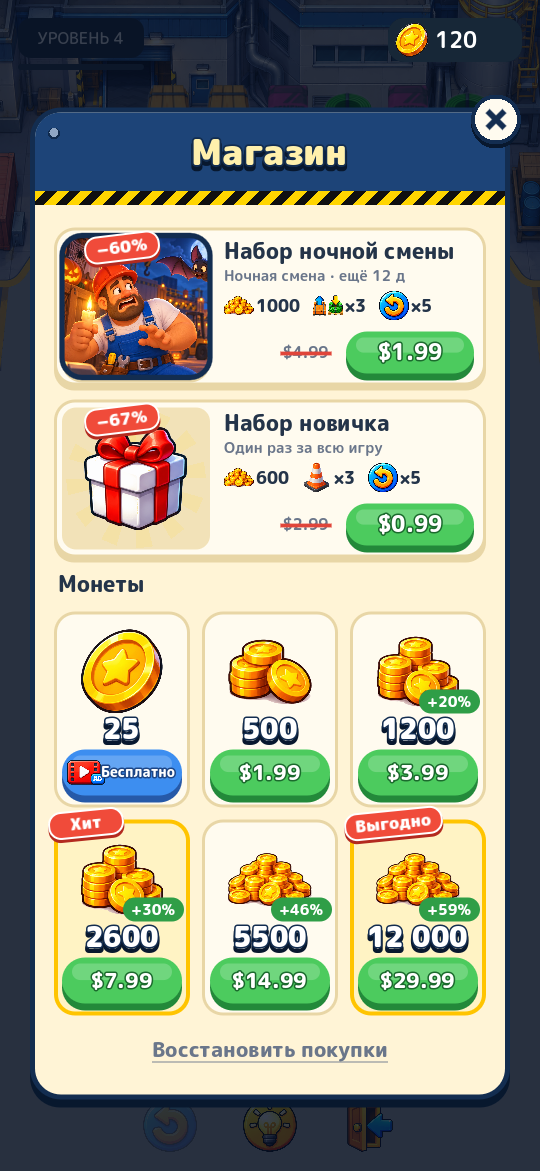 УРОВЕНЬ 4
120
Магазин
−60%
Набор ночной смены
Ночная смена · ещё 12 д
1000 ×3 ×5
$4.99 $1.99
−67%
Набор новичка
Один раз за всю игру
600 ×3 ×5
$2.99 $0.99
Монеты
25
AD Бесплатно
500
$1.99
+20%
1200
$3.99
Хит
+30%
2600
$7.99
+46%
5500
$14.99
Выгодно
+59%
12 000
$29.99
Восстановить покупки